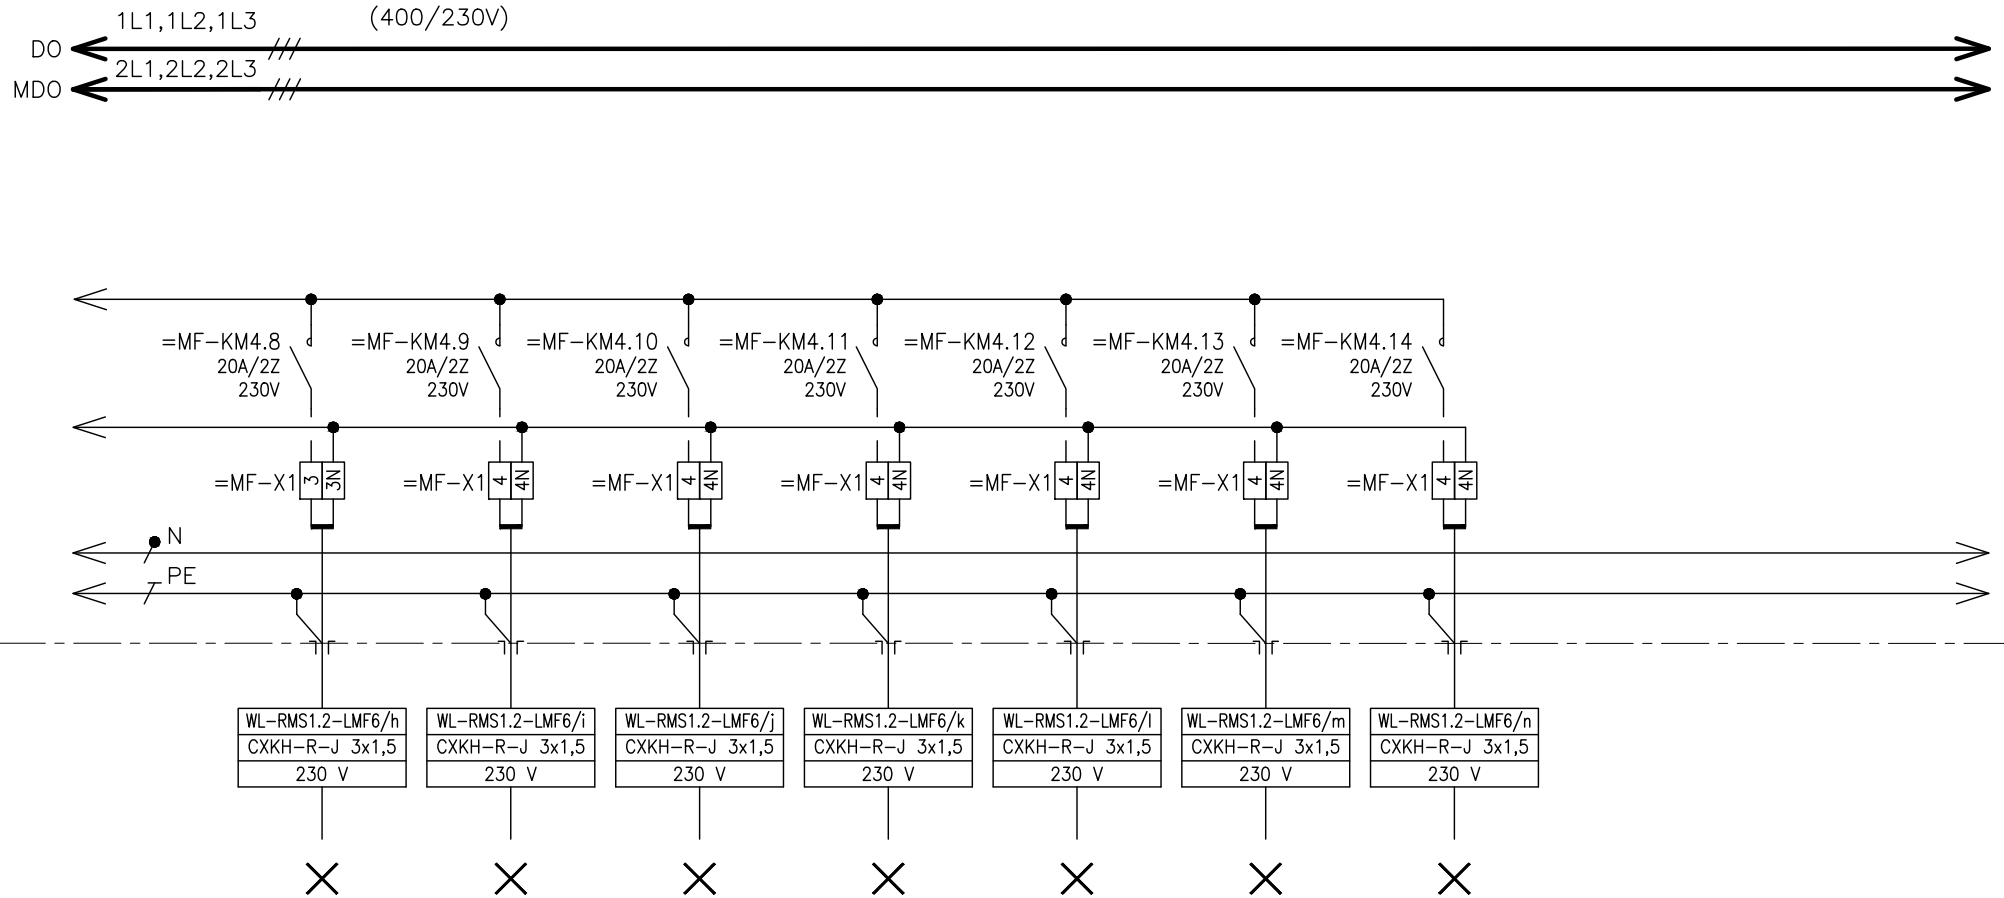 1L1,1L2,1L3 (400/230V)
DO
2L1,2L2,2L3
MDO
=MF-KM4.8 =MF-KM4.9 =MF-KM4.10 =MF-KM4.11 =MF-KM4.12 =MF-KM4.13 =MF-KM4.14
20A/2Z 20A/2Z 20A/2Z 20A/2Z 20A/2Z 20A/2Z 20A/2Z
230V 230V 230V 230V 230V 230V 230V
=MF-X1 3 3N =MF-X1 4 4N =MF-X1 4 4N =MF-X1 4 4N =MF-X1 4 4N =MF-X1 4 4N =MF-X1 4 4N
N
PE
WL-RMS1.2-LMF6/h WL-RMS1.2-LMF6/i WL-RMS1.2-LMF6/j WL-RMS1.2-LMF6/k WL-RMS1.2-LMF6/l WL-RMS1.2-LMF6/m WL-RMS1.2-LMF6/n
CXKH-R-J 3x1,5 CXKH-R-J 3x1,5 CXKH-R-J 3x1,5 CXKH-R-J 3x1,5 CXKH-R-J 3x1,5 CXKH-R-J 3x1,5 CXKH-R-J 3x1,5
230 V 230 V 230 V 230 V 230 V 230 V 230 V